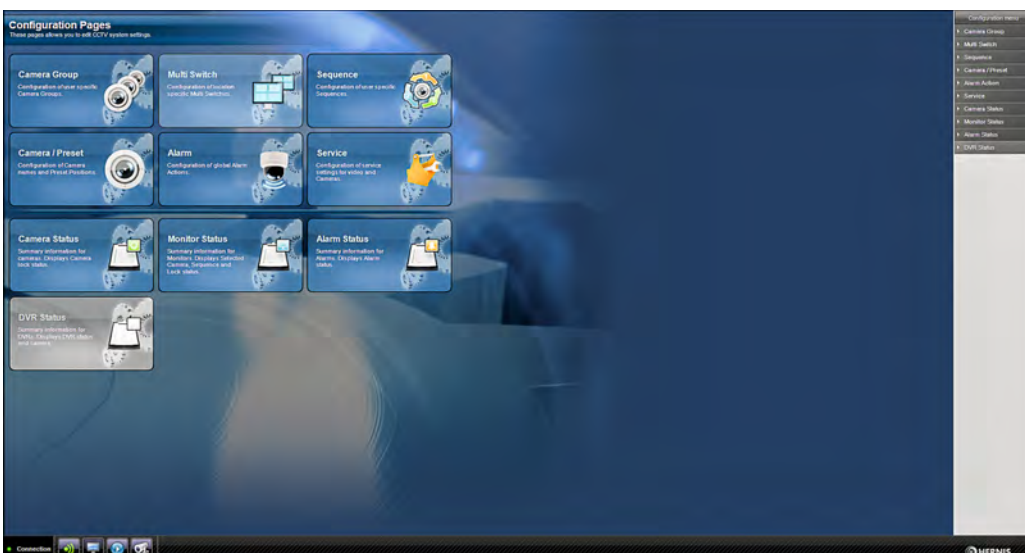 Configuration Pages
These pages allows you to edit CCTV system settings.
Camera Group
Configuration of user specific
Camera Groups.
Multi Switch
Configuration of location
specific Multi Switches.
Sequence
Configuration of user specific
Sequences.
Camera / Preset
Configuration of Camera
names and Preset Positions.
Alarm
Configuration of global Alarm
Actions.
Service
Configuration of service
settings for video and
Cameras.
Camera Status
Summary information for
cameras. Displays Camera
lock status.
Monitor Status
Summary information for
Monitors. Displays Selected
Camera, Sequence and
Lock status.
Alarm Status
Summary information for
Alarms. Displays Alarm
status.
DVR Status
Summary information for
DVRs. Displays DVR status
and camera.
Configuration menu
Camera Group
Multi Switch
Sequence
Camera / Preset
Alarm Action
Service
Camera Status
Monitor Status
Alarm Status
DVR Status
Connection
HERNIS